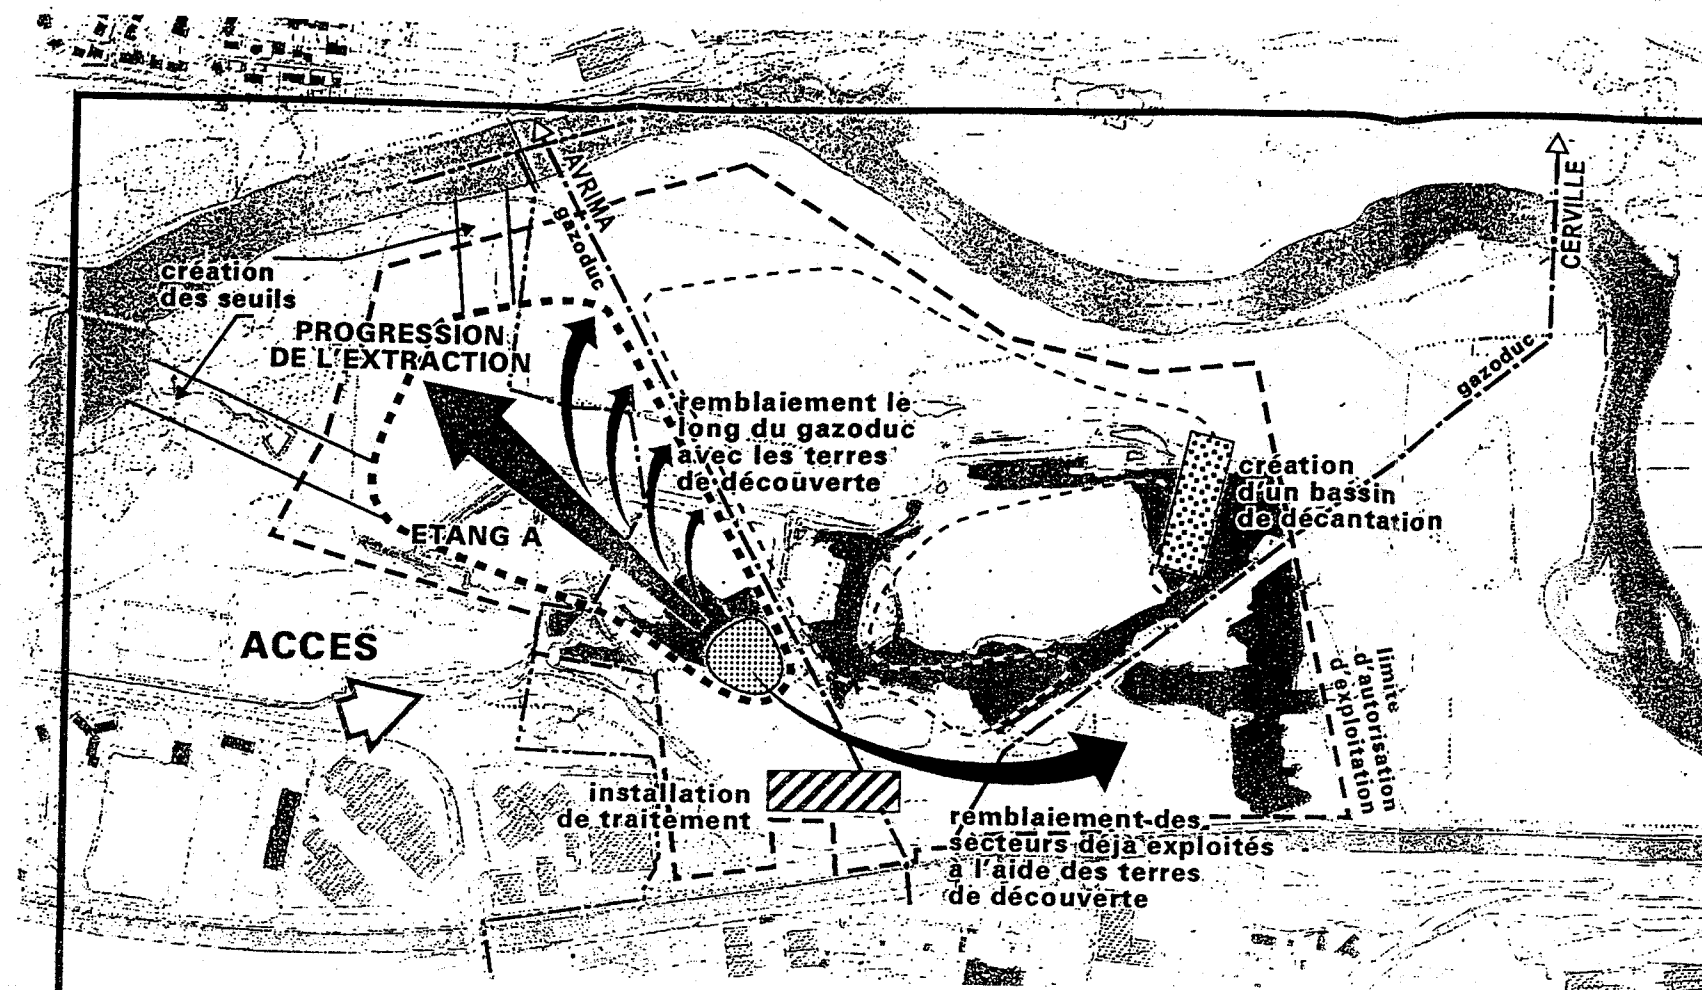 AVRIMA
gazoduc
CERVILLE
gazoduc
création
des seuils
PROGRESSION
DE L'EXTRACTION
remblaiement le
long du gazoduc
avec les terres
de découverte
création
d'un bassin
de décantation
ETANG A
ACCES
limite
d'autorisation
d'exploitation
installation
de traitement
remblaiement des
secteurs déjà exploités
à l'aide des terres
de découverte